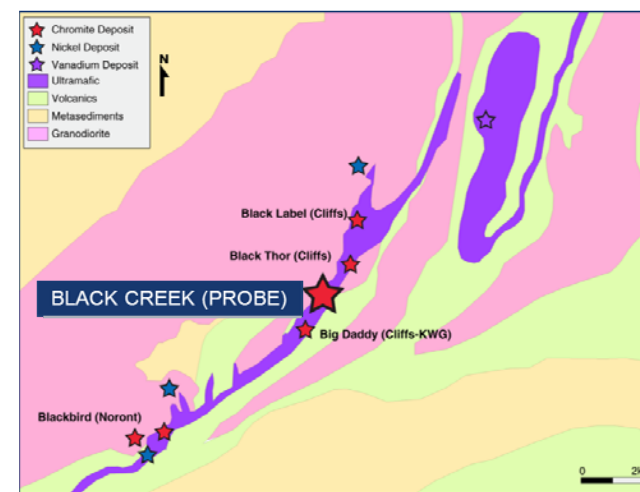 Chromite Deposit
Nickel Deposit
Vanadium Deposit
Ultramafic
Volcanics
Metasediments
Granodiorite
N
Black Label (Cliffs)
Black Thor (Cliffs)
BLACK CREEK (PROBE)
Big Daddy (Cliffs-KWG)
Blackbird (Noront)
0